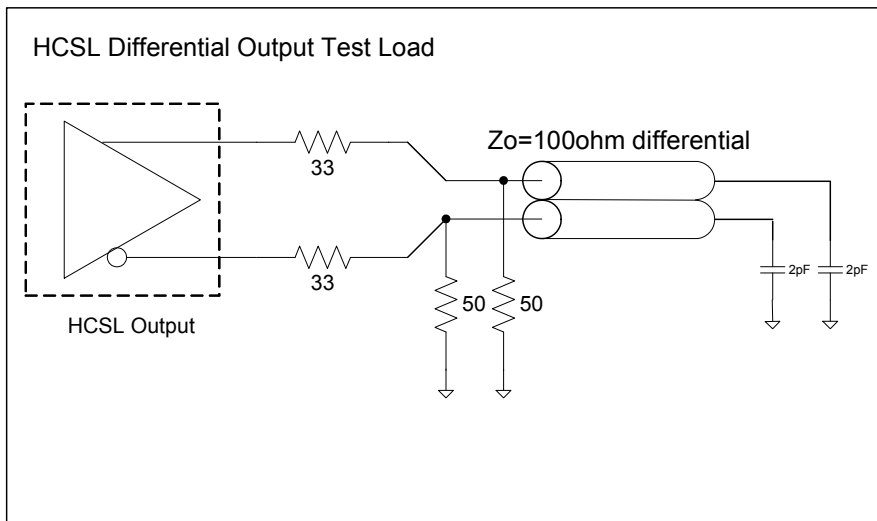 HCSL Differential Output Test Load
Zo=100ohm differential
33
33
50
50
2pF
2pF
HCSL Output